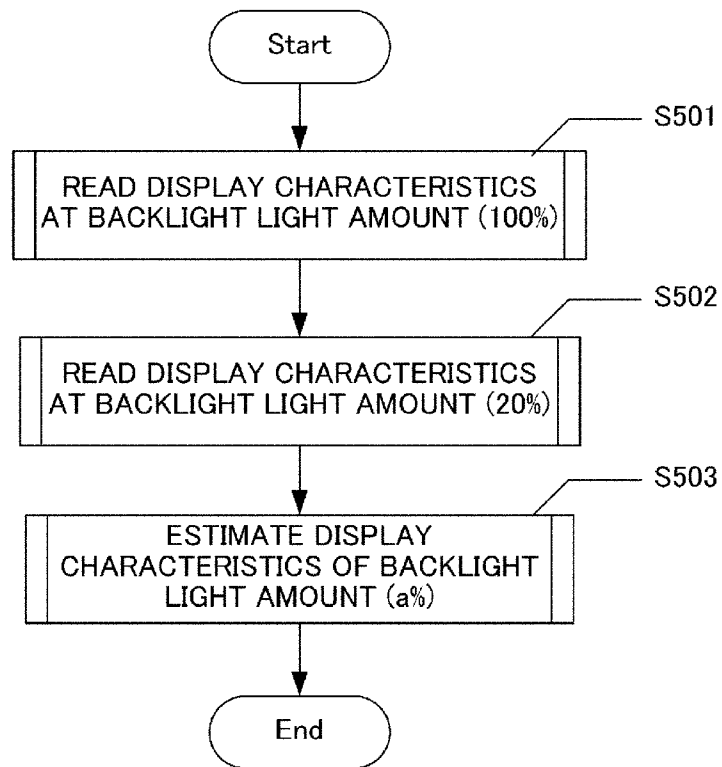 Start
S501
READ DISPLAY CHARACTERISTICS
AT BACKLIGHT LIGHT AMOUNT (100%)
S502
READ DISPLAY CHARACTERISTICS
AT BACKLIGHT LIGHT AMOUNT (20%)
S503
ESTIMATE DISPLAY
CHARACTERISTICS OF BACKLIGHT
LIGHT AMOUNT (a%)
End